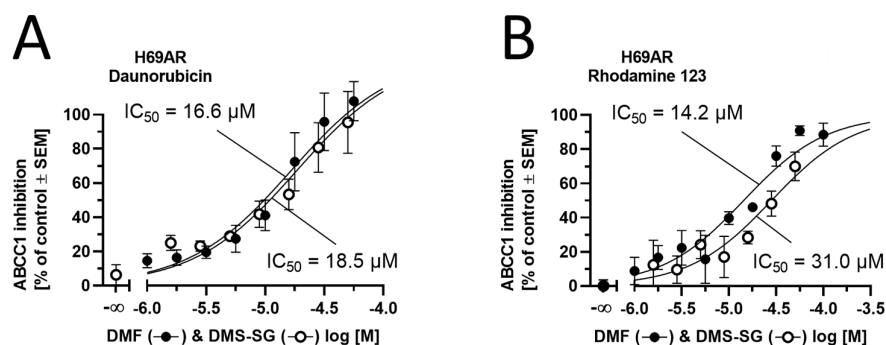 A
H69AR
Daunorubicin
ABCC1 inhibition
[% of control ± SEM]
100
80
60
40
20
0
IC50 = 16.6 µM
IC50 = 18.5 µM
-∞ -6.0 -5.5 -5.0 -4.5 -4.0
DMF (–●–) & DMS-SG (–○–) log [M]
B
H69AR
Rhodamine 123
ABCC1 inhibition
[% of control ± SEM]
100
80
60
40
20
0
IC50 = 14.2 µM
IC50 = 31.0 µM
-∞ -6.0 -5.5 -5.0 -4.5 -4.0 -3.5
DMF (–●–) & DMS-SG (–○–) log [M]